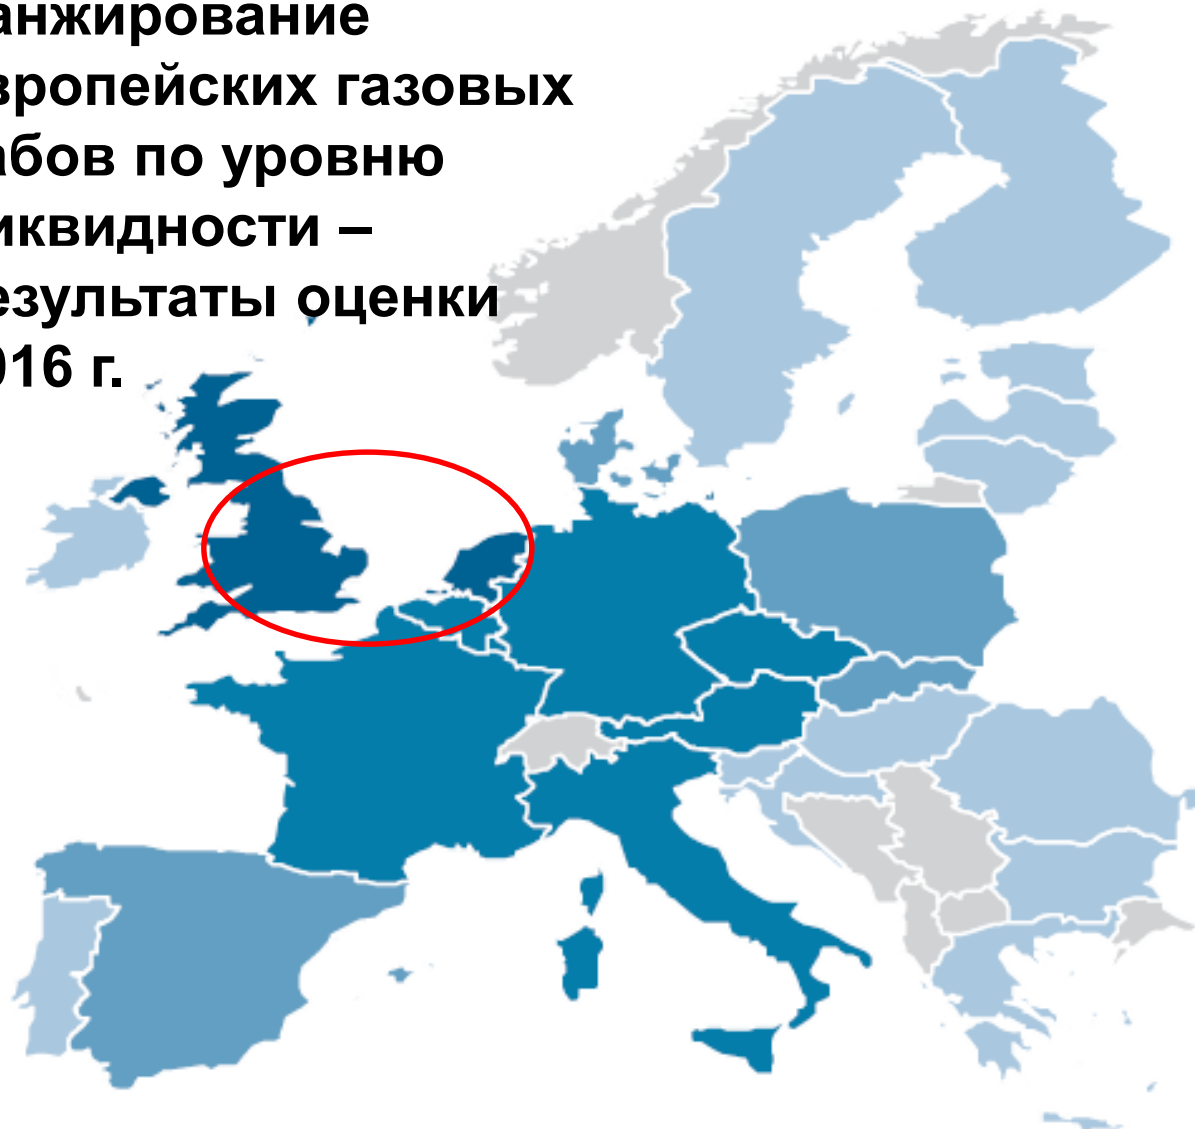 анжирование
вропейских газовых
абов по уровню
иквидности –
езультаты оценки
016 г.